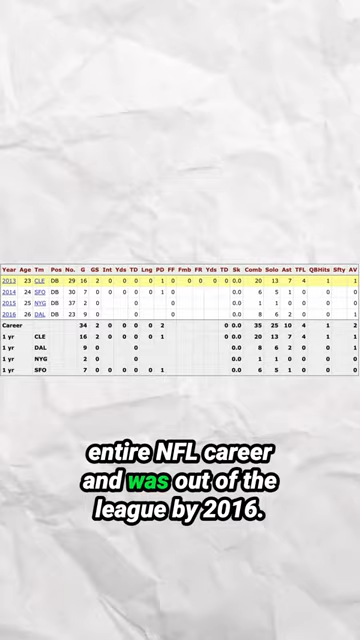 Year Age Tm Pos No. G GS Int Yds TD Lng PD FF Fmb FR Yds TD Sk Comb Solo Ast TFL QBHits Sfty AV
2013 23 CLE DB 29 16 2 0 0 0 0 1 0 0 0 0 0 0.0 20 13 7 4 1 1
2014 24 SFO DB 30 7 0 0 0 0 0 1 0 0.0 6 5 1 0 0 0
2015 25 NYG DB 37 2 0 0 0 1 1 0 0 0 0
2016 26 DAL DB 23 9 0 0 0 0.0 8 6 2 0 0 1
Career 34 2 0 0 0 0 2 0 0.0 35 25 10 4 1 2
1 yr CLE 16 2 0 0 0 0 1 0 0.0 20 13 7 4 1 1
1 yr DAL 9 0 0 0.0 8 6 2 0 0 1
1 yr NYG 2 0 0 1 1 0 0 0 0
1 yr SFO 7 0 0 0 0 0 1 0 0.0 6 5 1 0 0 0
entire NFL career
and was out of the
league by 2016.